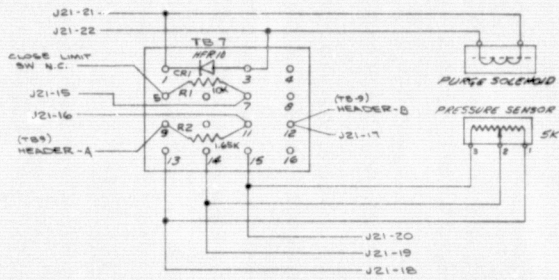 J21-21
J21-22
TB7
HFR10
CLOSE LIMIT
SW N.C.
1
CR1
3
4
PURGE SOLENOID
5
R1
10K
J21-15
7
8
(TB-9)
HEADER-B
PRESSURE SENSOR
J21-16
9
R2
11
12
J21-17
(TB9)
HEADER-A
1.65K
3
2
1
5K
13
14
15
16
J21-20
J21-19
J21-18